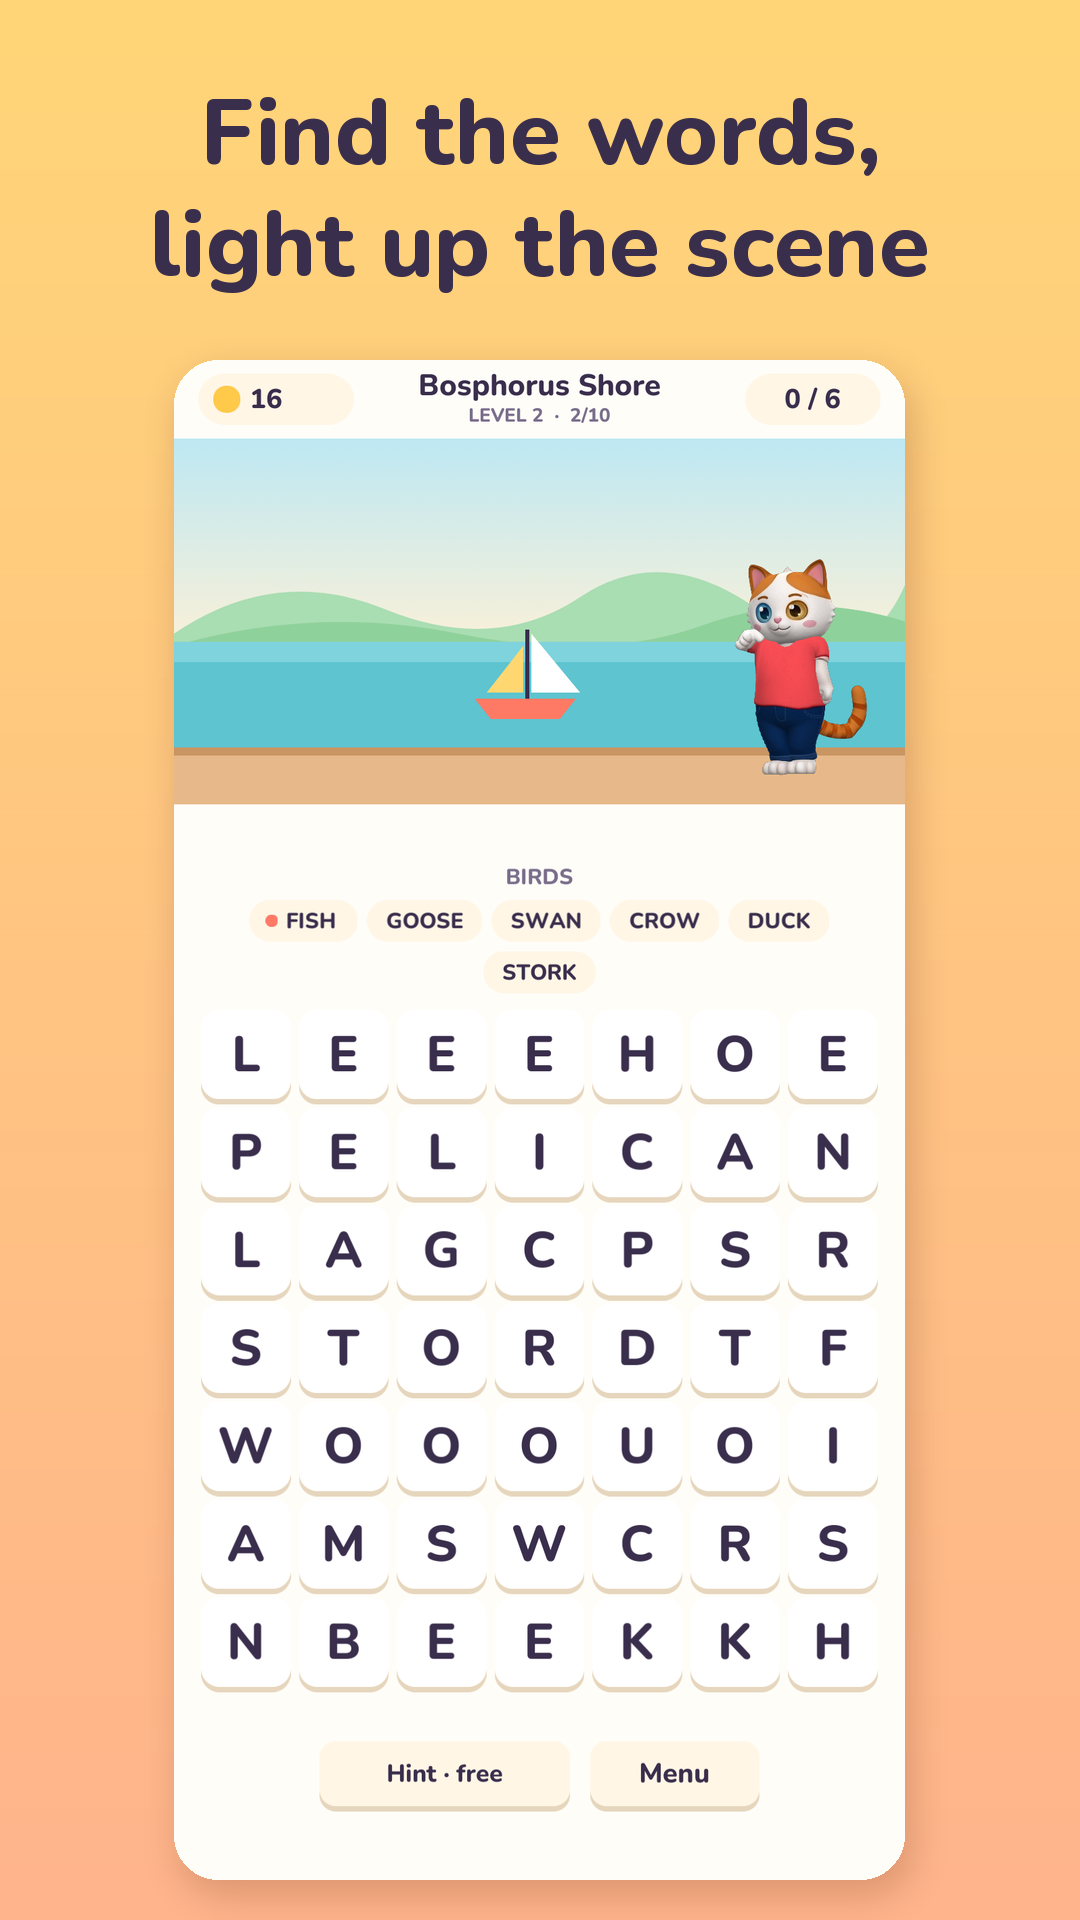 Find the words,
light up the scene
16
Bosphorus Shore
LEVEL 2 · 2/10
0 / 6
BIRDS
FISH GOOSE SWAN CROW DUCK
STORK
L E E E H O E
P E L I C A N
L A G C P S R
S T O R D T F
W O O O U O I
A M S W C R S
N B E E K K H
Hint · free Menu